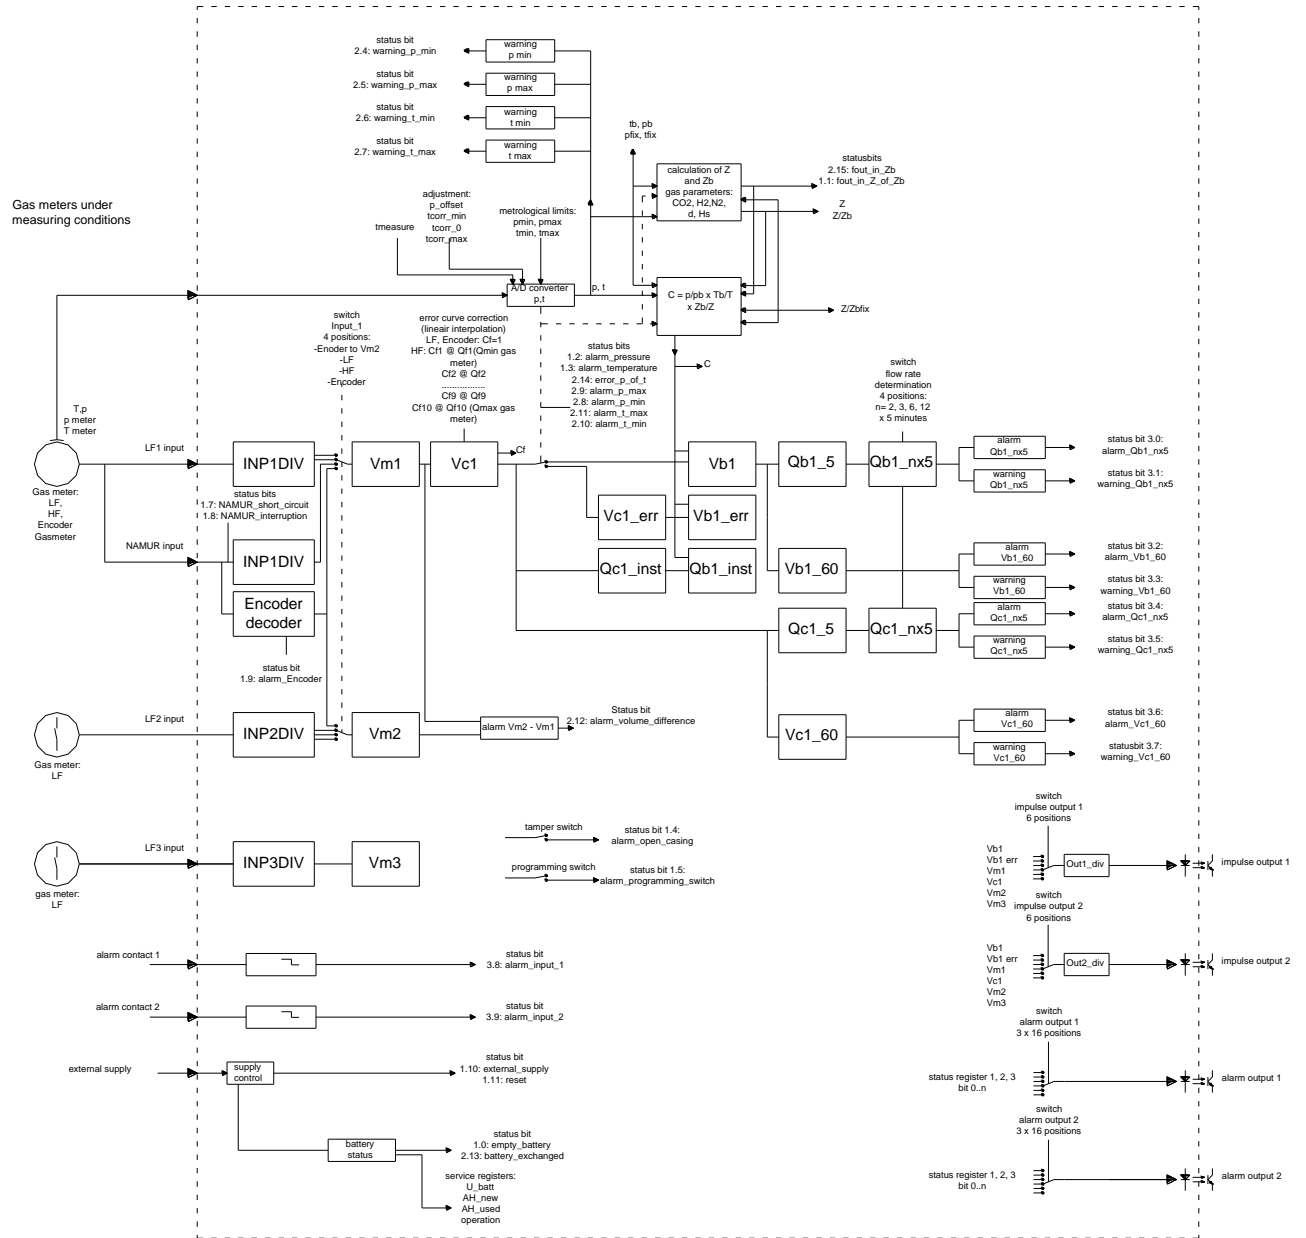 status bit
2.4: warning_p_min
warning
p min
status bit
2.5: warning_p_max
warning
p max
status bit
2.6: warning_t_min
warning
t min
status bit
2.7: warning_t_max
warning
t max
tb, pb
pfix, tfix
calculation of Z
and Zb
gas parameters:
CO2, H2,N2,
d, Hs
statusbits
2.15: fout_in_Zb
1.1: fout_in_Z_of_Zb
Z
Z/Zb
Gas meters under
measuring conditions
adjustment:
p_offset
tcorr_min
tcorr_0
tcorr_max
tmeasure
metrological limits:
pmin, pmax
tmin, tmax
A/D converter
p,t
p, t
C = p/pb x Tb/T
x Zb/Z
Z/Zbfix
C
switch
Input_1
4 positions:
-Enoder to Vm2
-LF
-HF
-Encoder
error curve correction
(lineair interpolation)
LF, Encoder: Cf=1
HF: Cf1 @ Qf1(Qmin gas
meter)
Cf2 @ Qf2
.................
Cf9 @ Qf9
Cf10 @ Qf10 (Qmax gas
meter)
status bits
1.2: alarm_pressure
1.3: alarm_temperature
2.14: error_p_of_t
2.9: alarm_p_max
2.8: alarm_p_min
2.11: alarm_t_max
2.10: alarm_t_min
switch
flow rate
determination
4 positions:
n= 2, 3, 6, 12
x 5 minutes
T,p
p meter
T meter
LF1 input
INP1DIV
Vm1
Vc1
Cf
Vb1
Qb1_5
Qb1_nx5
alarm
Qb1_nx5
status bit 3.0:
alarm_Qb1_nx5
warning
Qb1_nx5
status bit 3.1:
warning_Qb1_nx5
Gas meter:
LF,
HF,
Encoder
Gasmeter
status bits
1.7: NAMUR_short_circuit
1.8: NAMUR_interruption
Vc1_err
Vb1_err
NAMUR input
INP1DIV
Qc1_inst
Qb1_inst
Vb1_60
alarm
Vb1_60
status bit 3.2:
alarm_Vb1_60
warning
Vb1_60
status bit 3.3:
warning_Vb1_60
Encoder
decoder
Qc1_5
Qc1_nx5
alarm
Qc1_nx5
status bit 3.4:
alarm_Qc1_nx5
warning
Qc1_nx5
status bit 3.5:
warning_Qc1_nx5
status bit
1.9: alarm_Encoder
LF2 input
INP2DIV
Vm2
alarm Vm2 - Vm1
Status bit
2.12: alarm_volume_difference
Vc1_60
alarm
Vc1_60
status bit 3.6:
alarm_Vc1_60
warning
Vc1_60
statusbit 3.7:
warning_Vc1_60
Gas meter:
LF
LF3 input
INP3DIV
Vm3
gas meter:
LF
tamper switch
status bit 1.4:
alarm_open_casing
programming switch
status bit 1.5:
alarm_programming_switch
switch
impulse output 1
6 positions
Vb1
Vb1 err
Vm1
Vc1
Vm2
Vm3
Out1_div
impulse output 1
switch
impulse output 2
6 positions
Vb1
Vb1 err
Vm1
Vc1
Vm2
Vm3
Out2_div
impulse output 2
alarm contact 1
status bit
3.8: alarm_input_1
alarm contact 2
status bit
3.9: alarm_input_2
switch
alarm output 1
3 x 16 positions
status register 1, 2, 3
bit 0..n
alarm output 1
external supply
supply
control
status bit
1.10: external_supply
1.11: reset
switch
alarm output 2
3 x 16 positions
status register 1, 2, 3
bit 0..n
alarm output 2
battery
status
status bit
1.0: empty_battery
2.13: battery_exchanged
service registers:
U_batt
AH_new
AH_used
operation